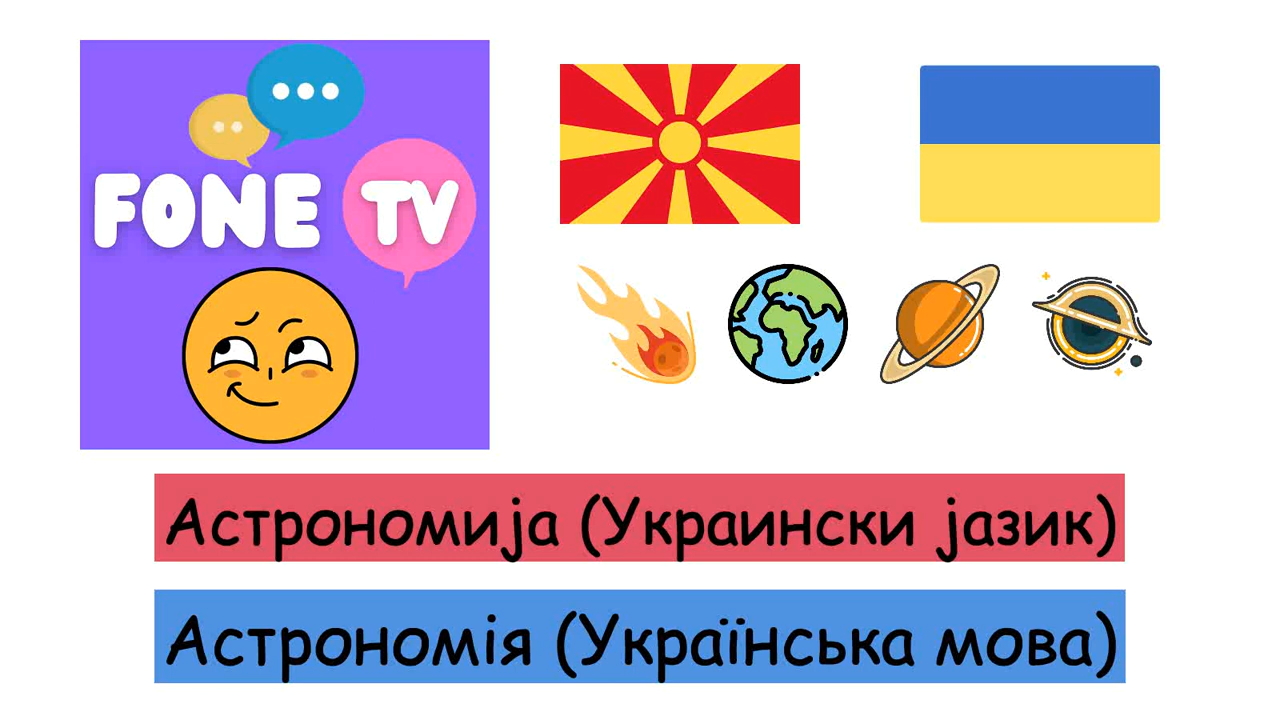 FONE TV
Астрономија (Украински јазик)
Астрономія (Українська мова)